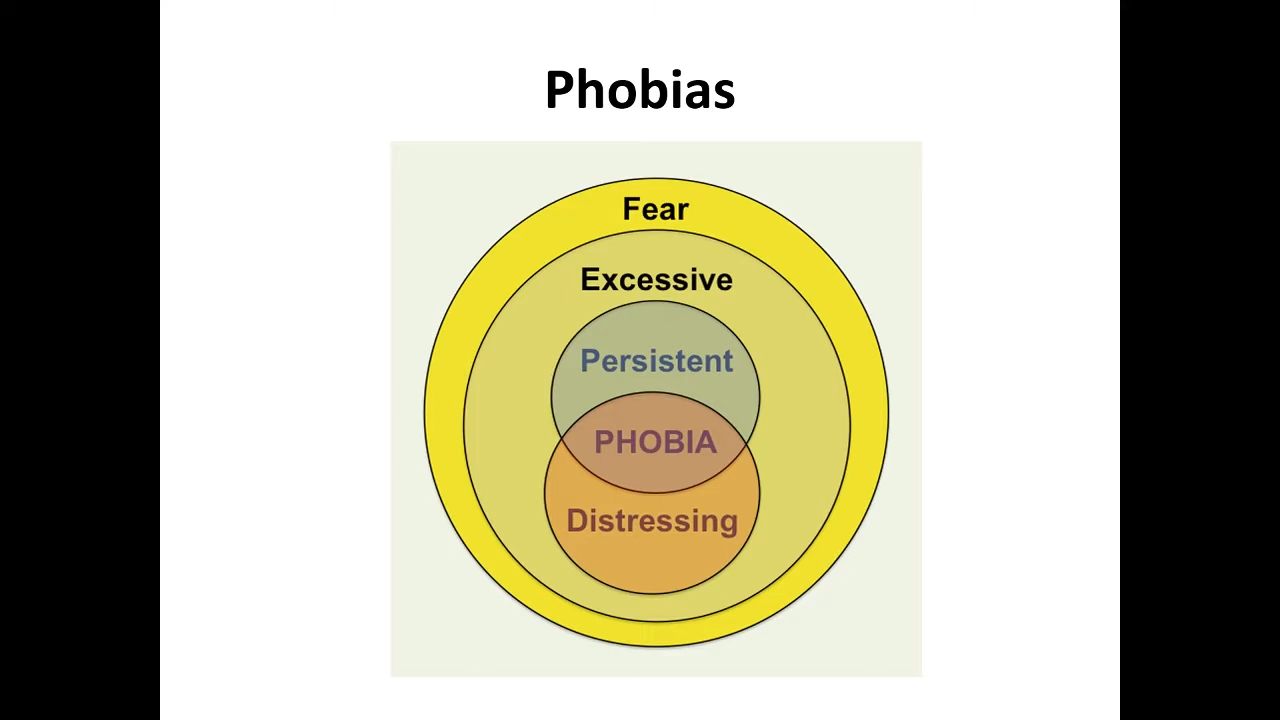 Phobias
Fear
Excessive
Persistent
PHOBIA
Distressing